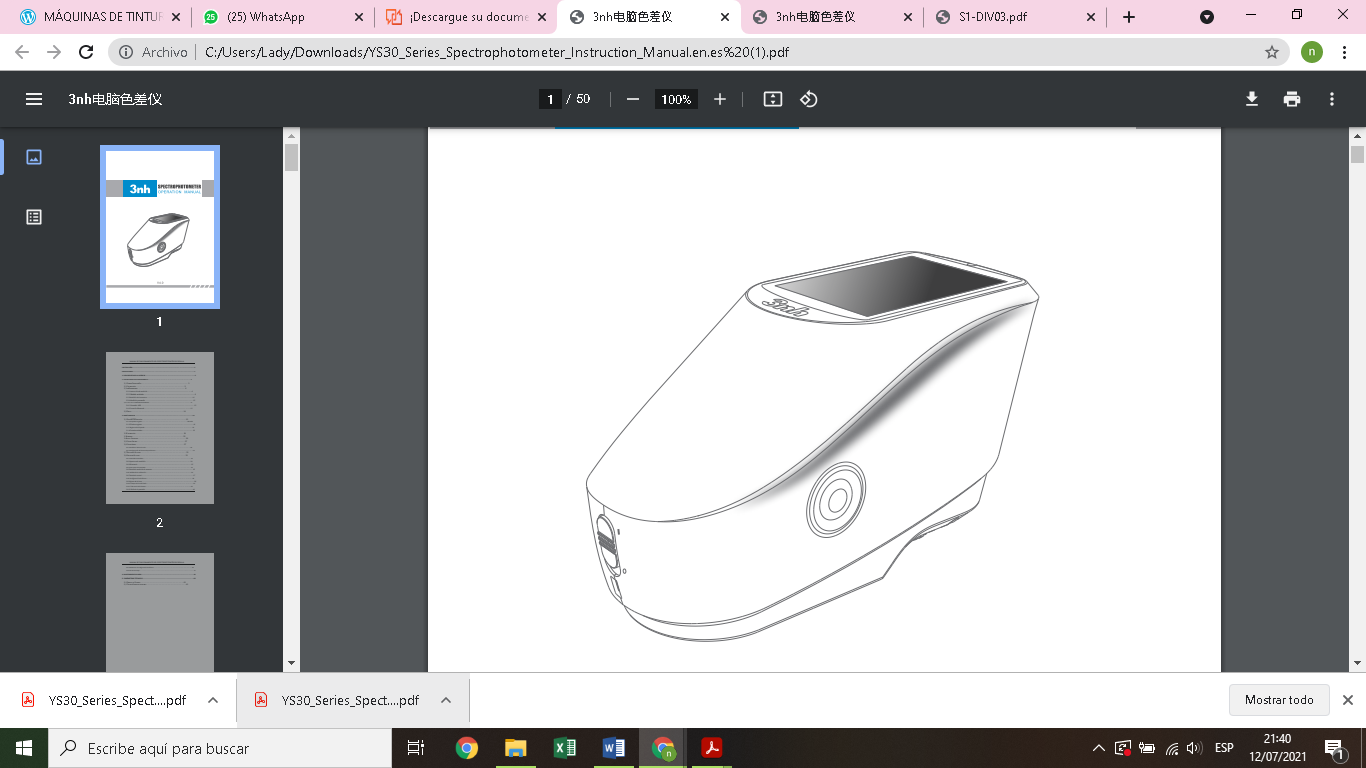 MÁQUINAS DE TINTUF
25
(25) WhatsApp
¡Descargue su docume
3nh电脑色差仪
3nh电脑色差仪
S1-DIV03.pdf
Archivo
C:/Users/Lady/Downloads/YS30_Series_Spectrophotometer_Instruction_Manual.en.es%20(1).pdf
n
3nh电脑色差仪
1 / 50
100%
3nh
SPECTROPHOTOMETER
OPERATION MANUAL
1
2
3nh
YS30_Series_Spect....pdf
YS30_Series_Spect....pdf
Mostrar todo
Escribe aquí para buscar
n
ESP
21:40
12/07/2021
1